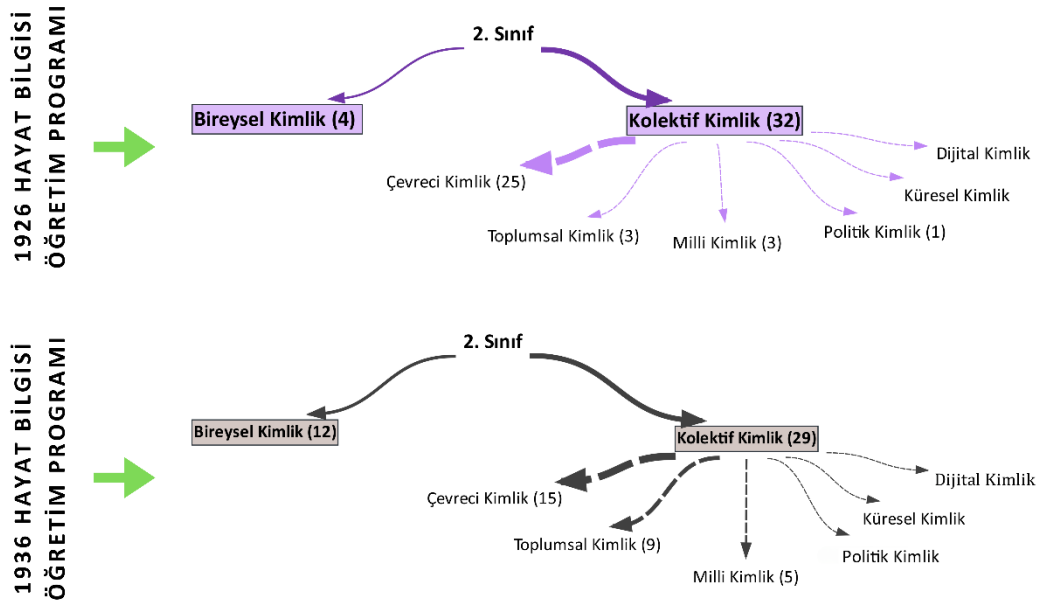 1926 HAYAT BİLGİSİ
ÖĞRETİM PROGRAMI
2. Sınıf
Bireysel Kimlik (4)
Kolektif Kimlik (32)
Çevreci Kimlik (25)
Toplumsal Kimlik (3)
Milli Kimlik (3)
Politik Kimlik (1)
Küresel Kimlik
Dijital Kimlik
1936 HAYAT BİLGİSİ
ÖĞRETİM PROGRAMI
2. Sınıf
Bireysel Kimlik (12)
Kolektif Kimlik (29)
Çevreci Kimlik (15)
Toplumsal Kimlik (9)
Milli Kimlik (5)
Politik Kimlik
Küresel Kimlik
Dijital Kimlik